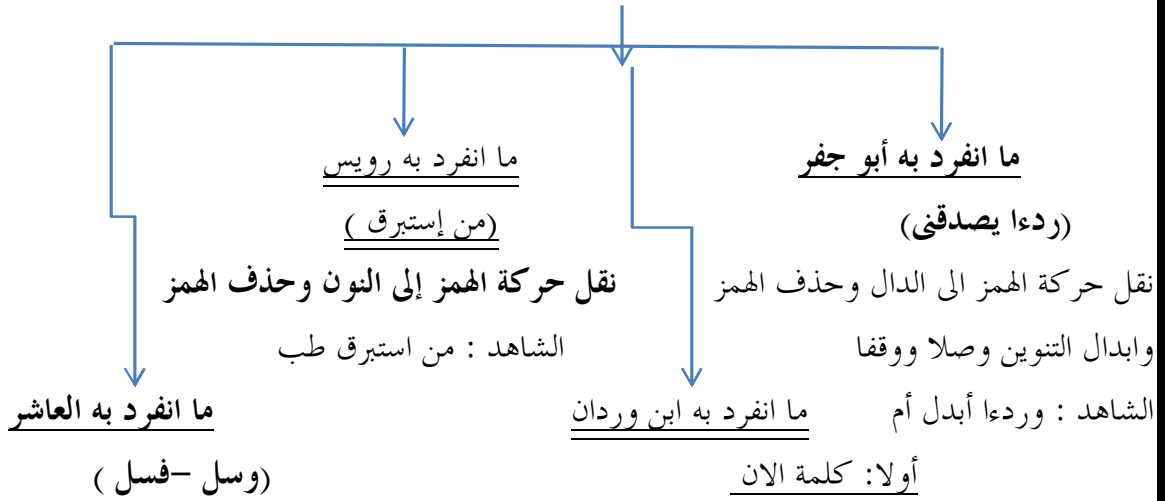 ما انفرد به أبو جفر
(ردءا يصدقنى)
نقل حركة الهمز الى الدال وحذف الهمز
وابدال التنوين وصلا ووقفا
الشاهد : وردءا أبدل أم
ما انفرد به رويس
(من إستبرق )
نقل حركة الهمز إلى النون وحذف الهمز
الشاهد : من استبرق طب
ما انفرد به ابن وردان
أولا: كلمة الان
ما انفرد به العاشر
(وسل –فسل )